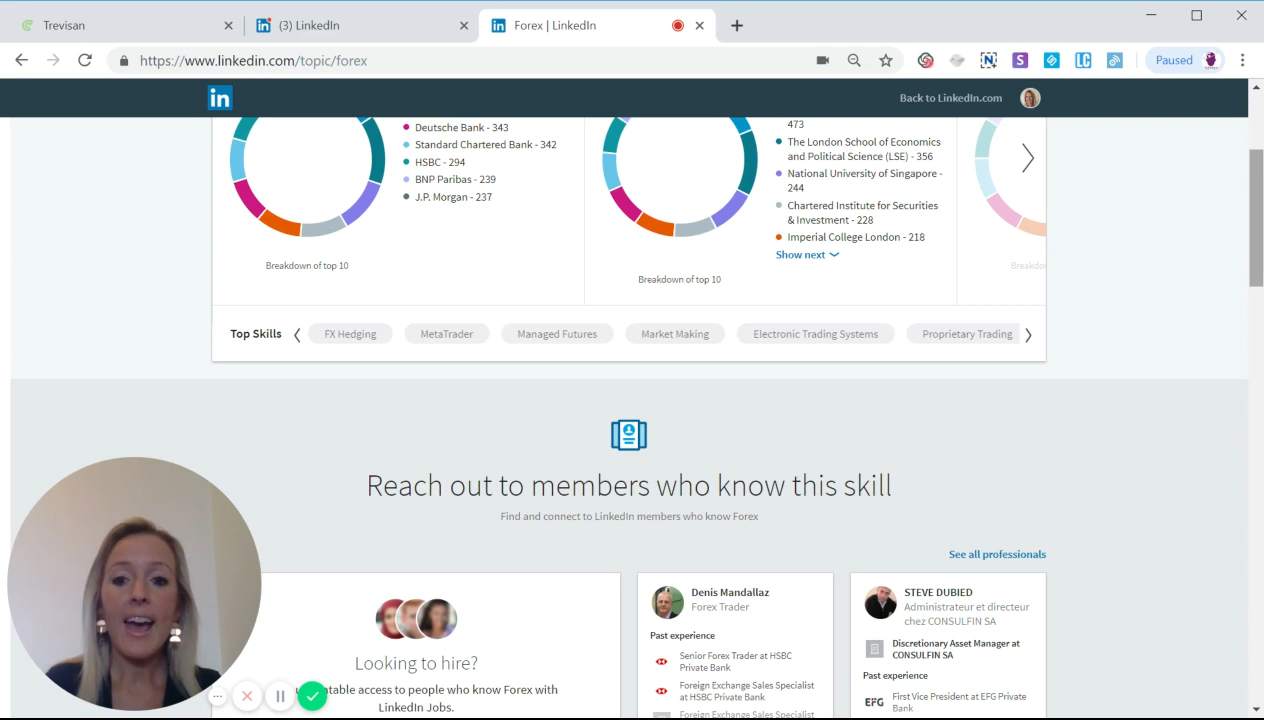 Trevisan
(3) LinkedIn
Forex | LinkedIn
https://www.linkedin.com/topic/forex
Paused
in
Back to LinkedIn.com
Deutsche Bank - 343
Standard Chartered Bank - 342
HSBC - 294
BNP Paribas - 239
J.P. Morgan - 237
Breakdown of top 10
473
The London School of Economics
and Political Science (LSE) - 356
National University of Singapore -
244
Chartered Institute for Securities
& Investment - 228
Imperial College London - 218
Show next
Breakdown of top 10
Breakdo
Top Skills
FX Hedging
MetaTrader
Managed Futures
Market Making
Electronic Trading Systems
Proprietary Trading
Reach out to members who know this skill
Find and connect to LinkedIn members who know Forex
See all professionals
Looking to hire?
table access to people who know Forex with
LinkedIn Jobs.
Denis Mandallaz
Forex Trader
Past experience
Senior Forex Trader at HSBC
Private Bank
Foreign Exchange Sales Specialist
at HSBC Private Bank
Foreign Exchange Sales Specialist
STEVE DUBIED
Administrateur et directeur
chez CONSULFIN SA
Discretionary Asset Manager at
CONSULFIN SA
Past experience
EFG
First Vice President at EFG Private
Bank